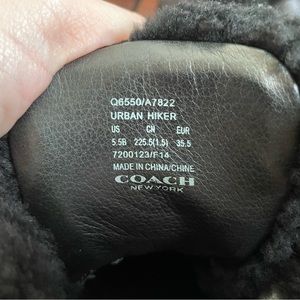 Q6550/A7822
URBAN HIKER
US CN EUR
5.5B 225.5(1.5) 35.5
7200123/F14
MADE IN CHINA/CHINE
COACH
NEW YORK